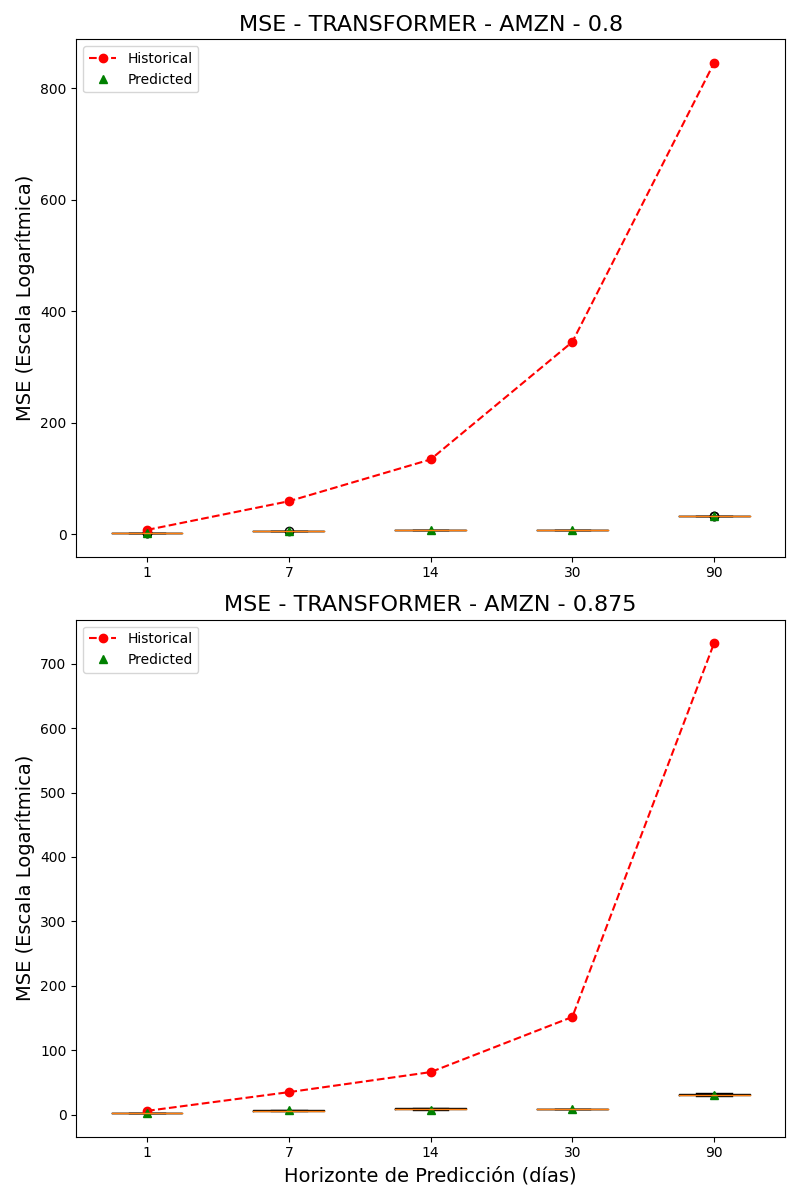 MSE - TRANSFORMER - AMZN - 0.8
Historical
Predicted
MSE (Escala Logarítmica)
800
600
400
200
0
1 7 14 30 90
MSE - TRANSFORMER - AMZN - 0.875
Historical
Predicted
MSE (Escala Logarítmica)
700
600
500
400
300
200
100
0
1 7 14 30 90
Horizonte de Predicción (días)